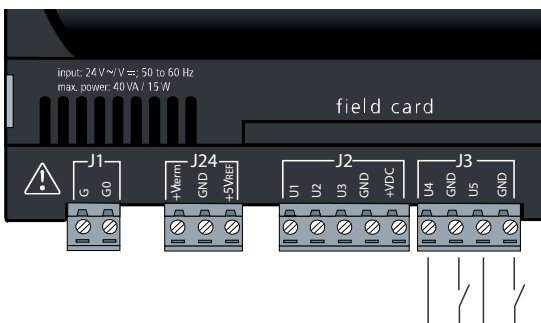 input: 24 V ~/ V ⎓; 50 to 60 Hz
max. power: 40 VA / 15 W
field card
J1
J24
J2
J3
G
G0
+Vterm
GND
+5VREF
U1
U2
U3
GND
+VDC
U4
GND
U5
GND